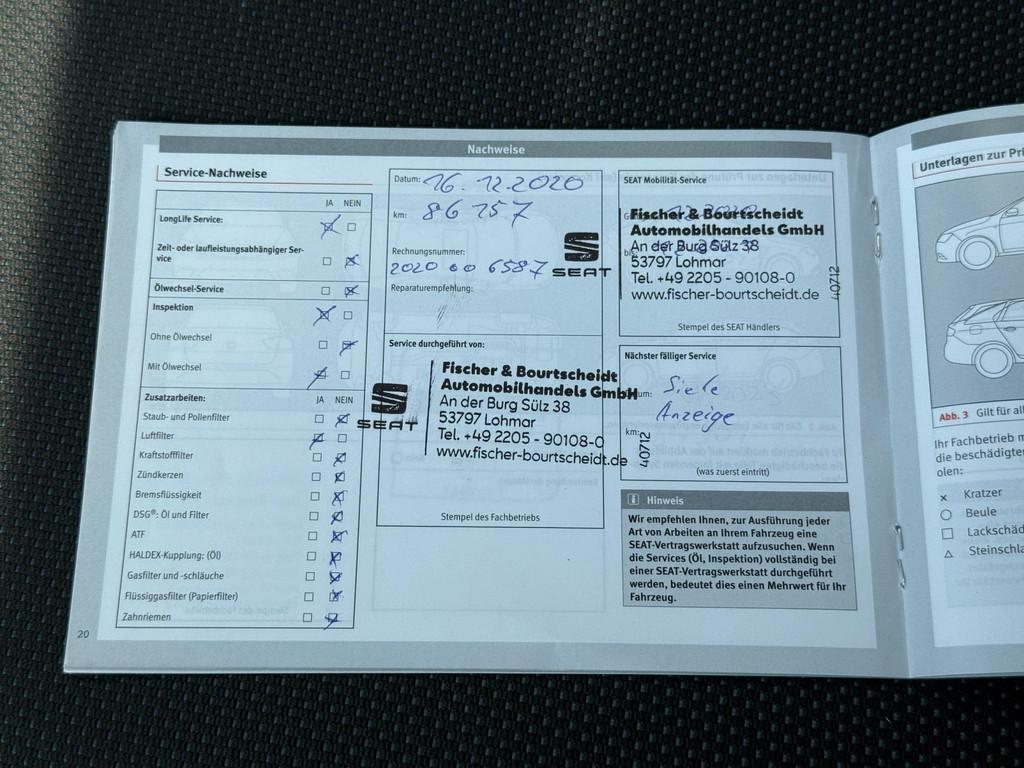 Nachweise
Service-Nachweise
JA NEIN
LongLife Service:
Zeit- oder laufleistungsabhängiger Ser-
vice
Ölwechsel-Service
Inspektion
Ohne Ölwechsel
Mit Ölwechsel
Zusatzarbeiten: JA NEIN
Staub- und Pollenfilter
Luftfilter
Kraftstofffilter
Zündkerzen
Bremsflüssigkeit
DSG®: Öl und Filter
ATF
HALDEX-Kupplung: (Öl)
Gasfilter und -schläuche
Flüssiggasfilter (Papierfilter)
Zahnriemen
20
Datum: 16.12.2020
km: 86 157
Rechnungsnummer:
2020 00 6587
Reparaturempfehlung:
Service durchgeführt von:
SEAT
Fischer & Bourtscheidt
Automobilhandels GmbH
An der Burg Sülz 38
53797 Lohmar
Tel. +49 2205 - 90108-0
www.fischer-bourtscheidt.de
40712
Stempel des Fachbetriebs
SEAT Mobilität-Service
SEAT
Fischer & Bourtscheidt
Automobilhandels GmbH
An der Burg Sülz 38
53797 Lohmar
Tel. +49 2205 - 90108-0
www.fischer-bourtscheidt.de
40712
Stempel des SEAT Händlers
Nächster fälliger Service
Siehe
Anzeige
km:
(was zuerst eintritt)
i Hinweis
Wir empfehlen Ihnen, zur Ausführung jeder
Art von Arbeiten an Ihrem Fahrzeug eine
SEAT-Vertragswerkstatt aufzusuchen. Wenn
die Services (Öl, Inspektion) vollständig bei
einer SEAT-Vertragswerkstatt durchgeführt
werden, bedeutet dies einen Mehrwert für Ihr
Fahrzeug.
Unterlagen zur
Abb. 3 Gilt für
Ihr Fachbetrieb
die
olen:
Kratzer
Beule